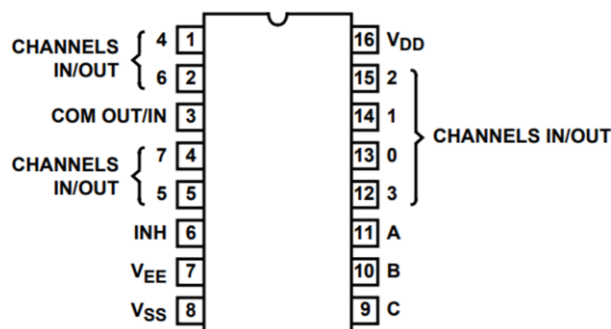 CHANNELS IN/OUT
4 1
6 2
COM OUT/IN 3
CHANNELS IN/OUT
7 4
5 5
INH 6
VEE 7
VSS 8
16 VDD
15 2
14 1
13 0
12 3
CHANNELS IN/OUT
11 A
10 B
9 C